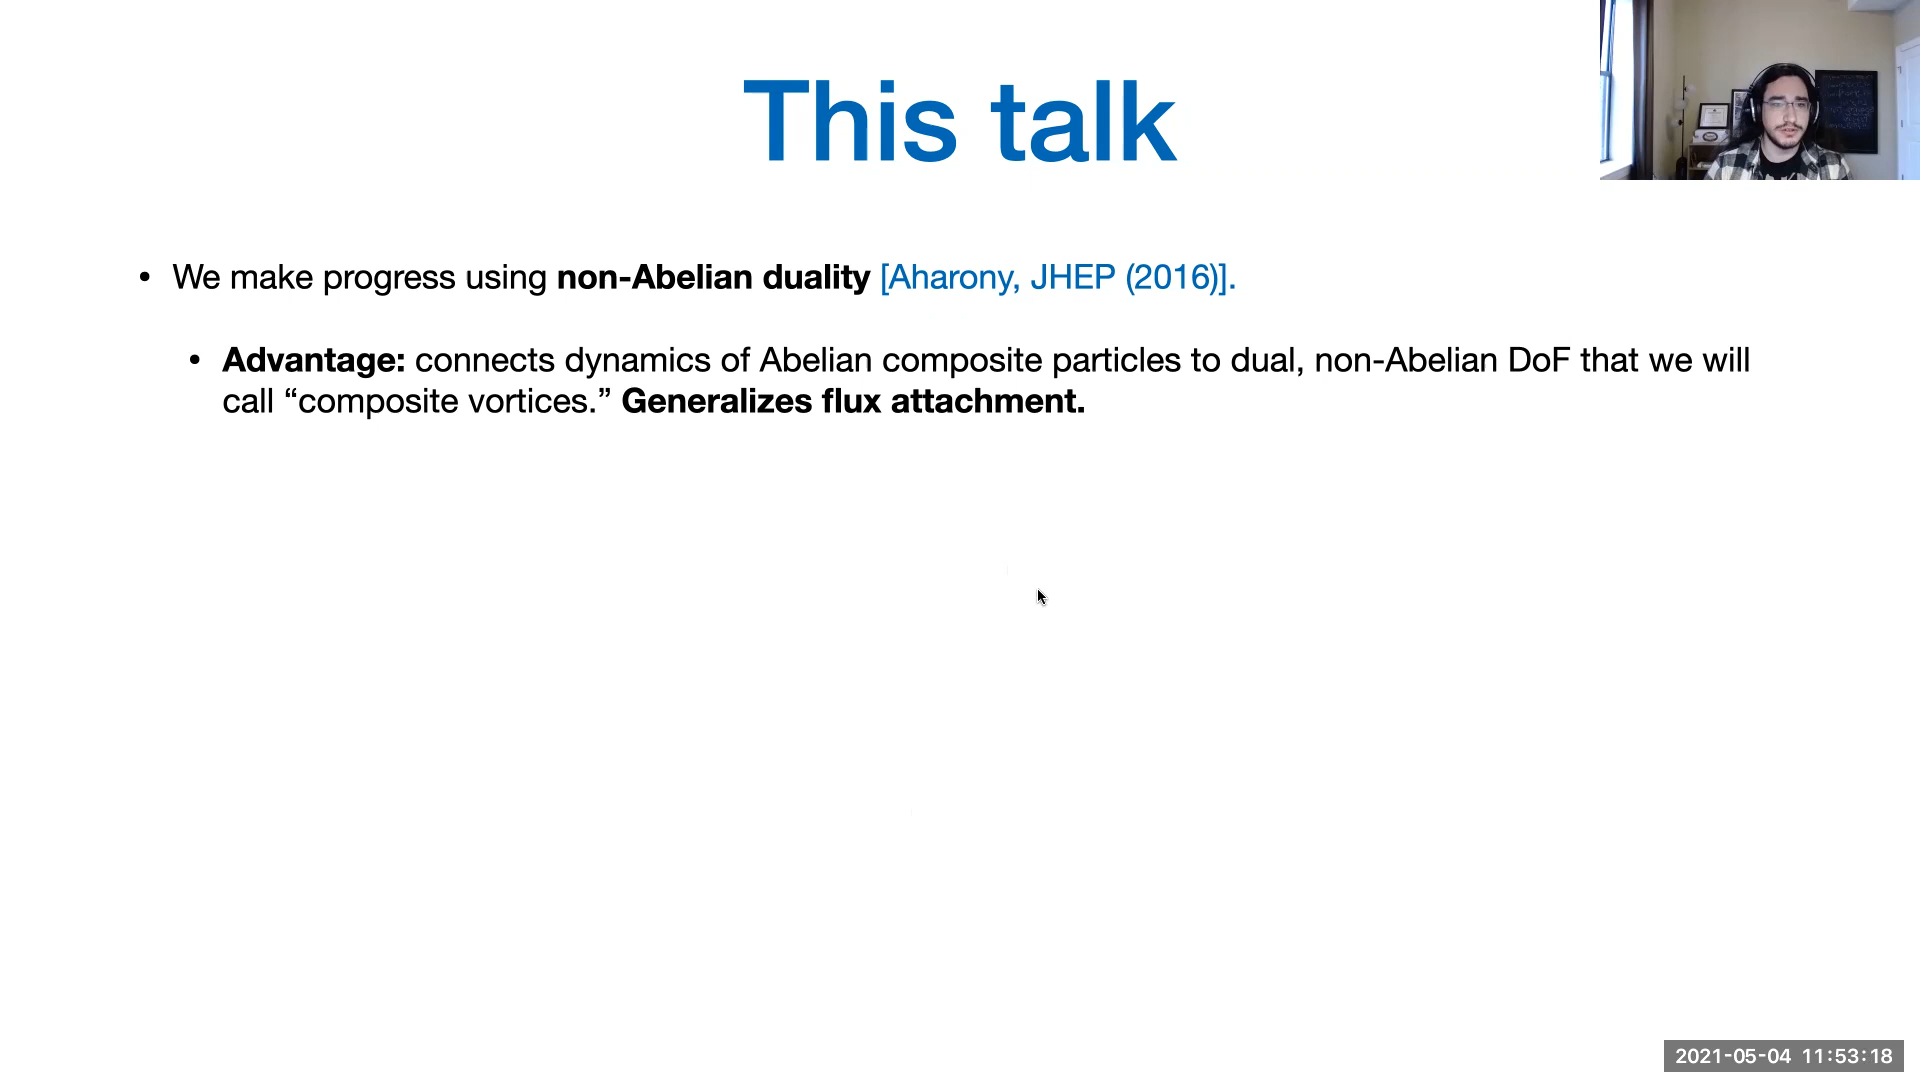 This talk
• We make progress using non-Abelian duality [Aharony, JHEP (2016)].
• Advantage: connects dynamics of Abelian composite particles to dual, non-Abelian DoF that we will
call “composite vortices.” Generalizes flux attachment.
2021-05-04 11:53:18